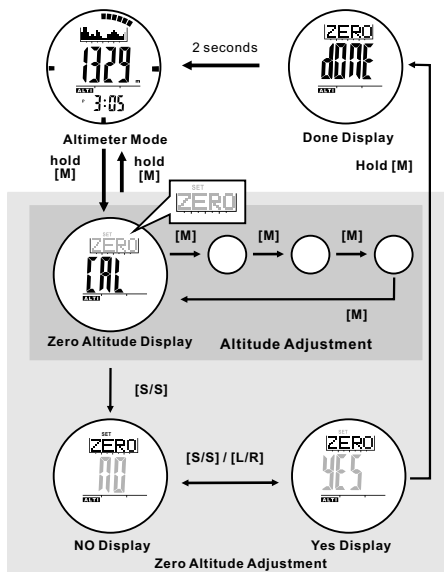 1329 m
ALTI
P 3:05
Altimeter Mode
2 seconds
ZERO
dONE
Done Display
hold
[M]
hold
[M]
Hold [M]
SET
ZERO
SET
ZERO
CAL
ALTI
[M]
[M]
[M]
[M]
Zero Altitude Display
Altitude Adjustment
[S/S]
SET
ZERO
NO
ALTI
NO Display
[S/S] / [L/R]
SET
ZERO
YES
ALTI
Yes Display
Zero Altitude Adjustment